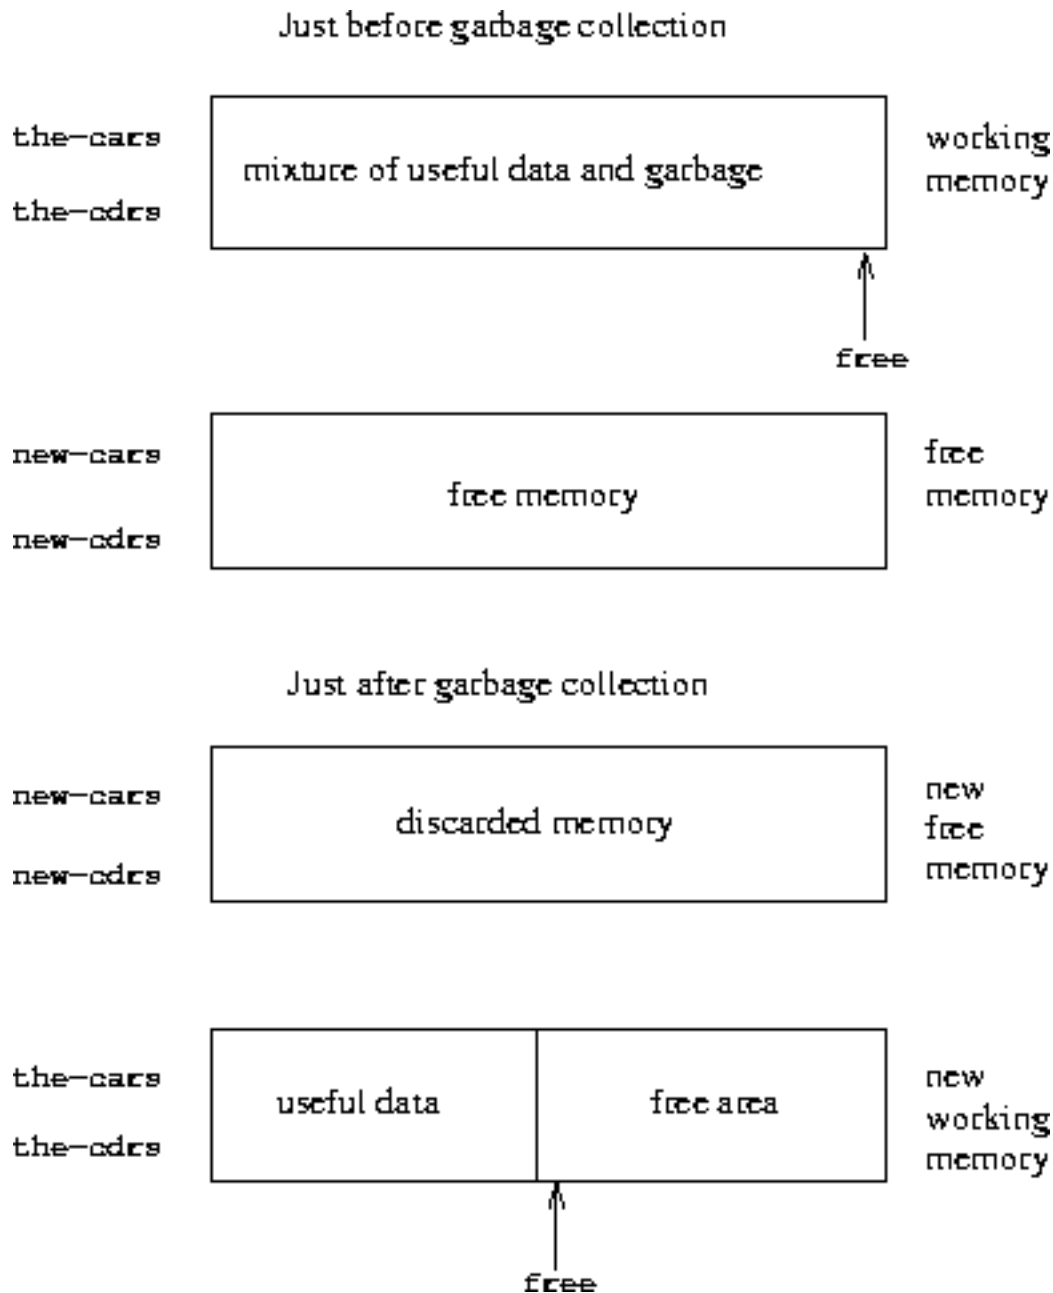 Just before garbage collection
the-cars
mixture of useful data and garbage
working
memory
the-cdrs
free
new-cars
free memory
free
memory
new-cdrs
Just after garbage collection
new-cars
discarded memory
new
free
memory
new-cdrs
the-cars
useful data
free area
new
working
memory
the-cdrs
free